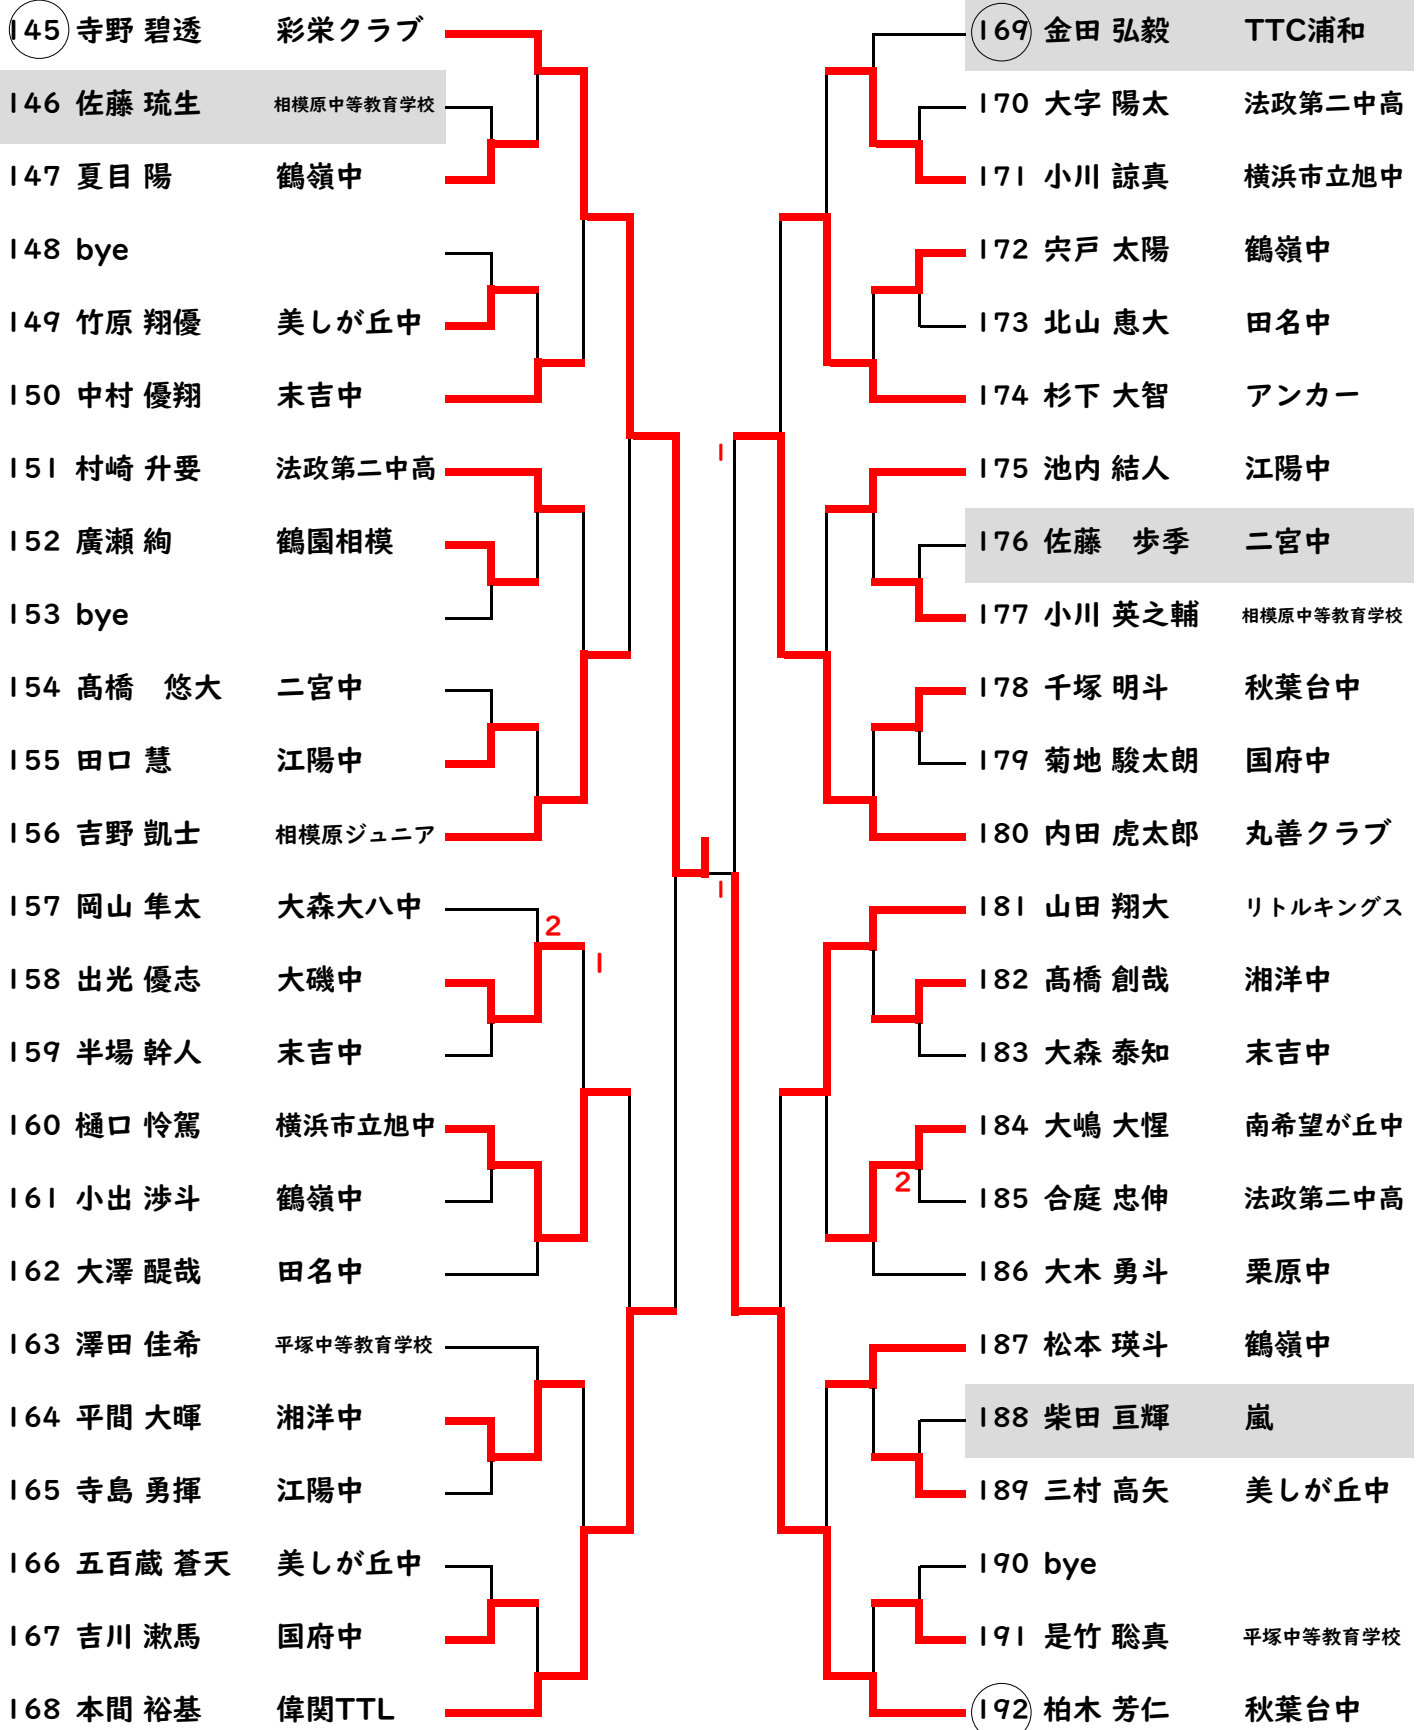 145 寺野 碧透 彩栄クラブ
146 佐藤 琉生 相模原中等教育学校
147 夏目 陽 鶴嶺中
148 bye
149 竹原 翔優 美しが丘中
150 中村 優翔 末吉中
151 村崎 升要 法政第二中高
152 廣瀬 絢 鶴園相模
153 bye
154 髙橋　悠大 二宮中
155 田口 慧 江陽中
156 吉野 凱士 相模原ジュニア
157 岡山 隼太 大森大八中
2
1
158 出光 優志 大磯中
159 半場 幹人 末吉中
160 樋口 怜駕 横浜市立旭中
161 小出 渉斗 鶴嶺中
162 大澤 醍哉 田名中
163 澤田 佳希 平塚中等教育学校
164 平間 大暉 湘洋中
165 寺島 勇揮 江陽中
166 五百蔵 蒼天 美しが丘中
167 吉川 漱馬 国府中
168 本間 裕基 偉関TTL
1
1
169 金田 弘毅 TTC浦和
170 大字 陽太 法政第二中高
171 小川 諒真 横浜市立旭中
172 宍戸 太陽 鶴嶺中
173 北山 恵大 田名中
174 杉下 大智 アンカー
175 池内 結人 江陽中
176 佐藤　歩季 二宮中
177 小川 英之輔 相模原中等教育学校
178 千塚 明斗 秋葉台中
179 菊地 駿太朗 国府中
180 内田 虎太郎 丸善クラブ
181 山田 翔大 リトルキングス
182 髙橋 創哉 湘洋中
183 大森 泰知 末吉中
184 大嶋 大惺 南希望が丘中
2
185 合庭 忠伸 法政第二中高
186 大木 勇斗 栗原中
187 松本 瑛斗 鶴嶺中
188 柴田 亘輝 嵐
189 三村 高矢 美しが丘中
190 bye
191 是竹 聡真 平塚中等教育学校
192 柏木 芳仁 秋葉台中